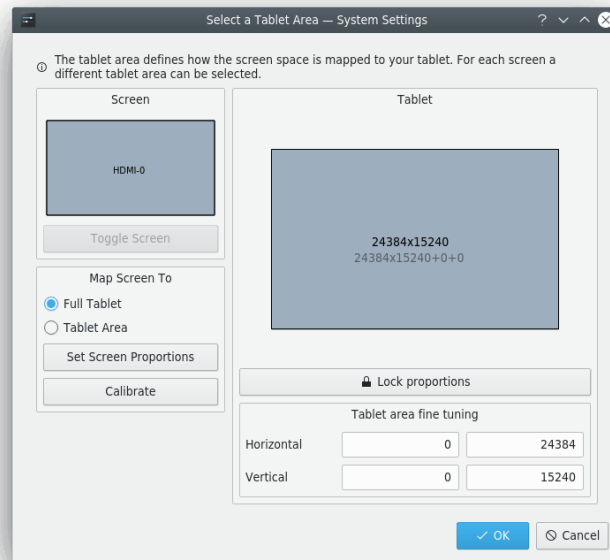 Select a Tablet Area — System Settings
The tablet area defines how the screen space is mapped to your tablet. For each screen a
different tablet area can be selected.
Screen
HDMI-0
Toggle Screen
Map Screen To
Full Tablet
Tablet Area
Set Screen Proportions
Calibrate
Tablet
24384x15240
24384x15240+0+0
Lock proportions
Tablet area fine tuning
Horizontal 0 24384
Vertical 0 15240
OK Cancel